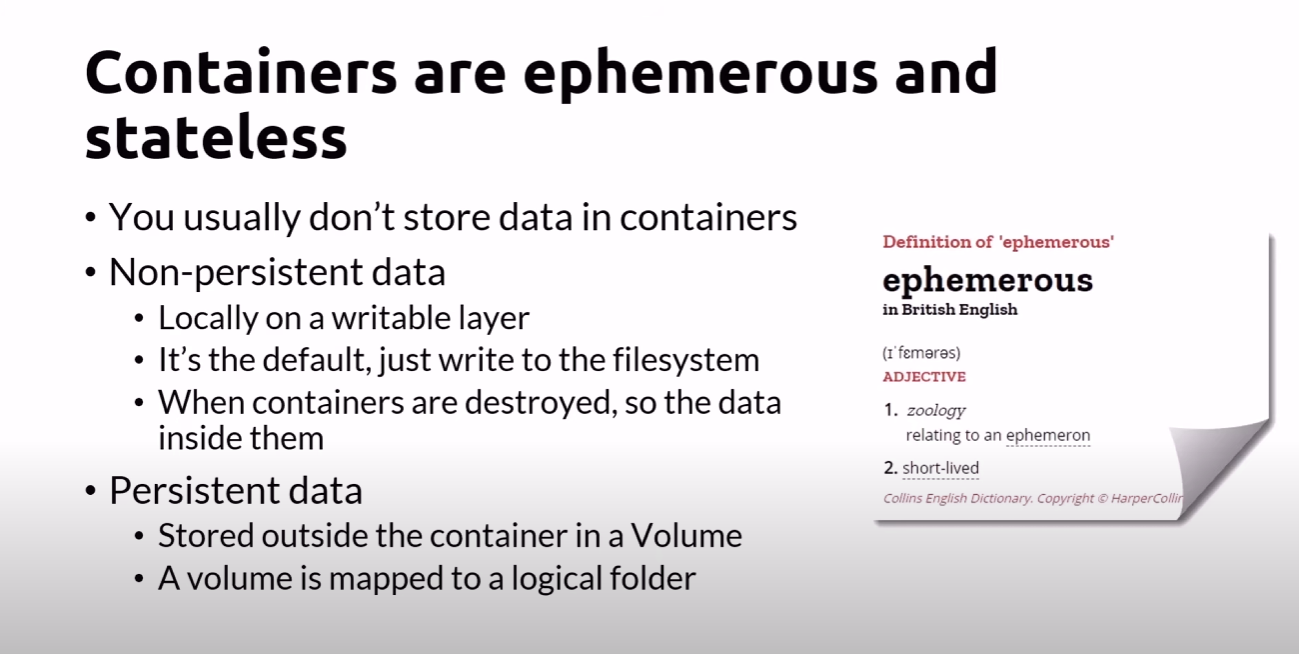 Containers are ephemerous and
stateless
• You usually don't store data in containers
• Non-persistent data
• Locally on a writable layer
• It's the default, just write to the filesystem
• When containers are destroyed, so the data
inside them
• Persistent data
• Stored outside the container in a Volume
• A volume is mapped to a logical folder
Definition of 'ephemerous'
ephemerous
in British English
(ɪˈfɛmərəs)
ADJECTIVE
1. zoology
relating to an ephemeron
2. short-lived
Collins English Dictionary. Copyright © HarperCollin